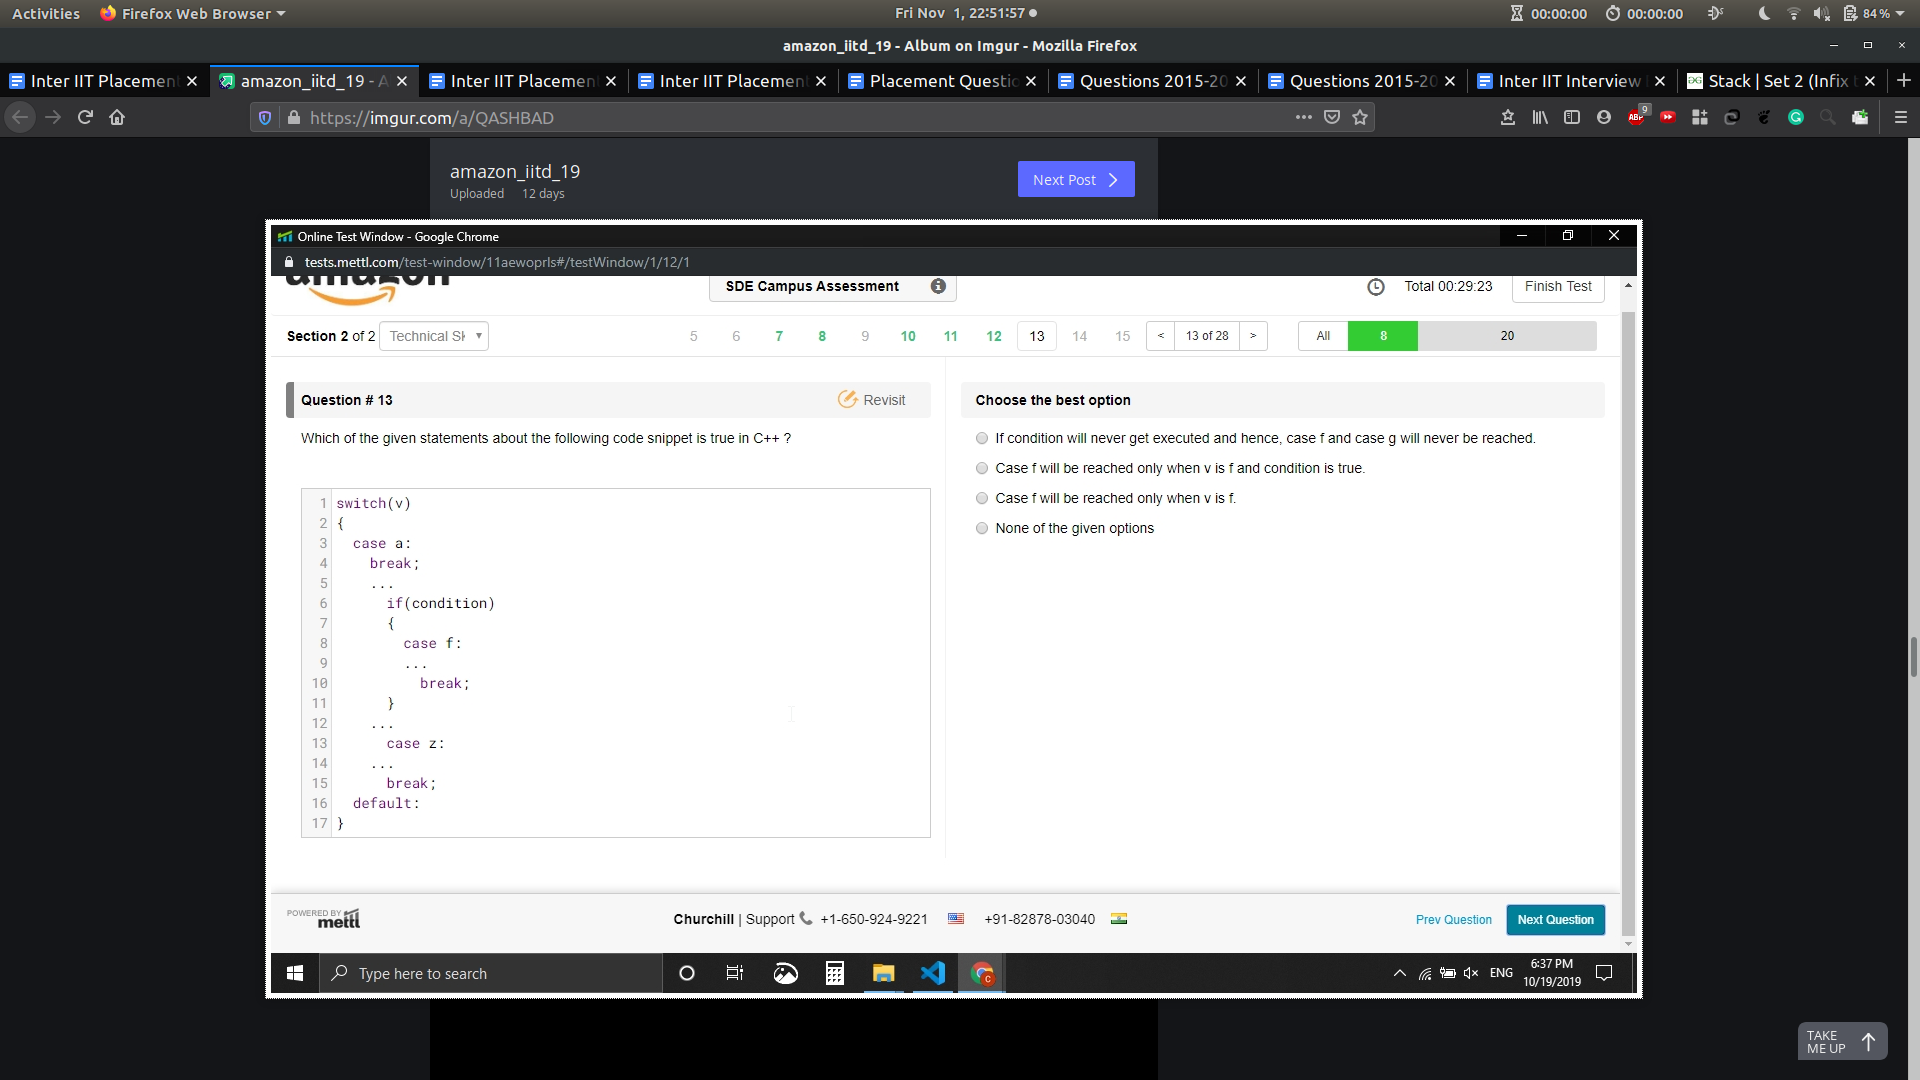 Activities Firefox Web Browser Fri Nov 1, 22:51:57 00:00:00 00:00:00 84 %
amazon_iitd_19 - Album on Imgur - Mozilla Firefox
Inter IIT Placemen amazon_iitd_19 - A Inter IIT Placemen Inter IIT Placemen Placement Questio Questions 2015-20 Questions 2015-20 Inter IIT Interview Stack | Set 2 (Infix t
https://imgur.com/a/QASHBAD ABP 9
amazon_iitd_19
Uploaded 12 days
Next Post
Online Test Window - Google Chrome
tests.mettl.com/test-window/11aewoprls#/testWindow/1/12/1
amazon SDE Campus Assessment Total 00:29:23 Finish Test
Section 2 of 2 Technical Sk 5 6 7 8 9 10 11 12 13 14 15 < 13 of 28 > All 8 20
Question # 13 Revisit
Which of the given statements about the following code snippet is true in C++ ?
1 switch(v)
2 {
3 case a:
4 break;
5 ...
6 if(condition)
7 {
8 case f:
9 ...
10 break;
11 }
12 ...
13 case z:
14 ...
15 break;
16 default:
17 }
Choose the best option
If condition will never get executed and hence, case f and case g will never be reached.
Case f will be reached only when v is f and condition is true.
Case f will be reached only when v is f.
None of the given options
POWERED BY mettl Churchill | Support +1-650-924-9221 +91-82878-03040 Prev Question Next Question
Type here to search ENG 6:37 PM
10/19/2019
TAKE
ME UP